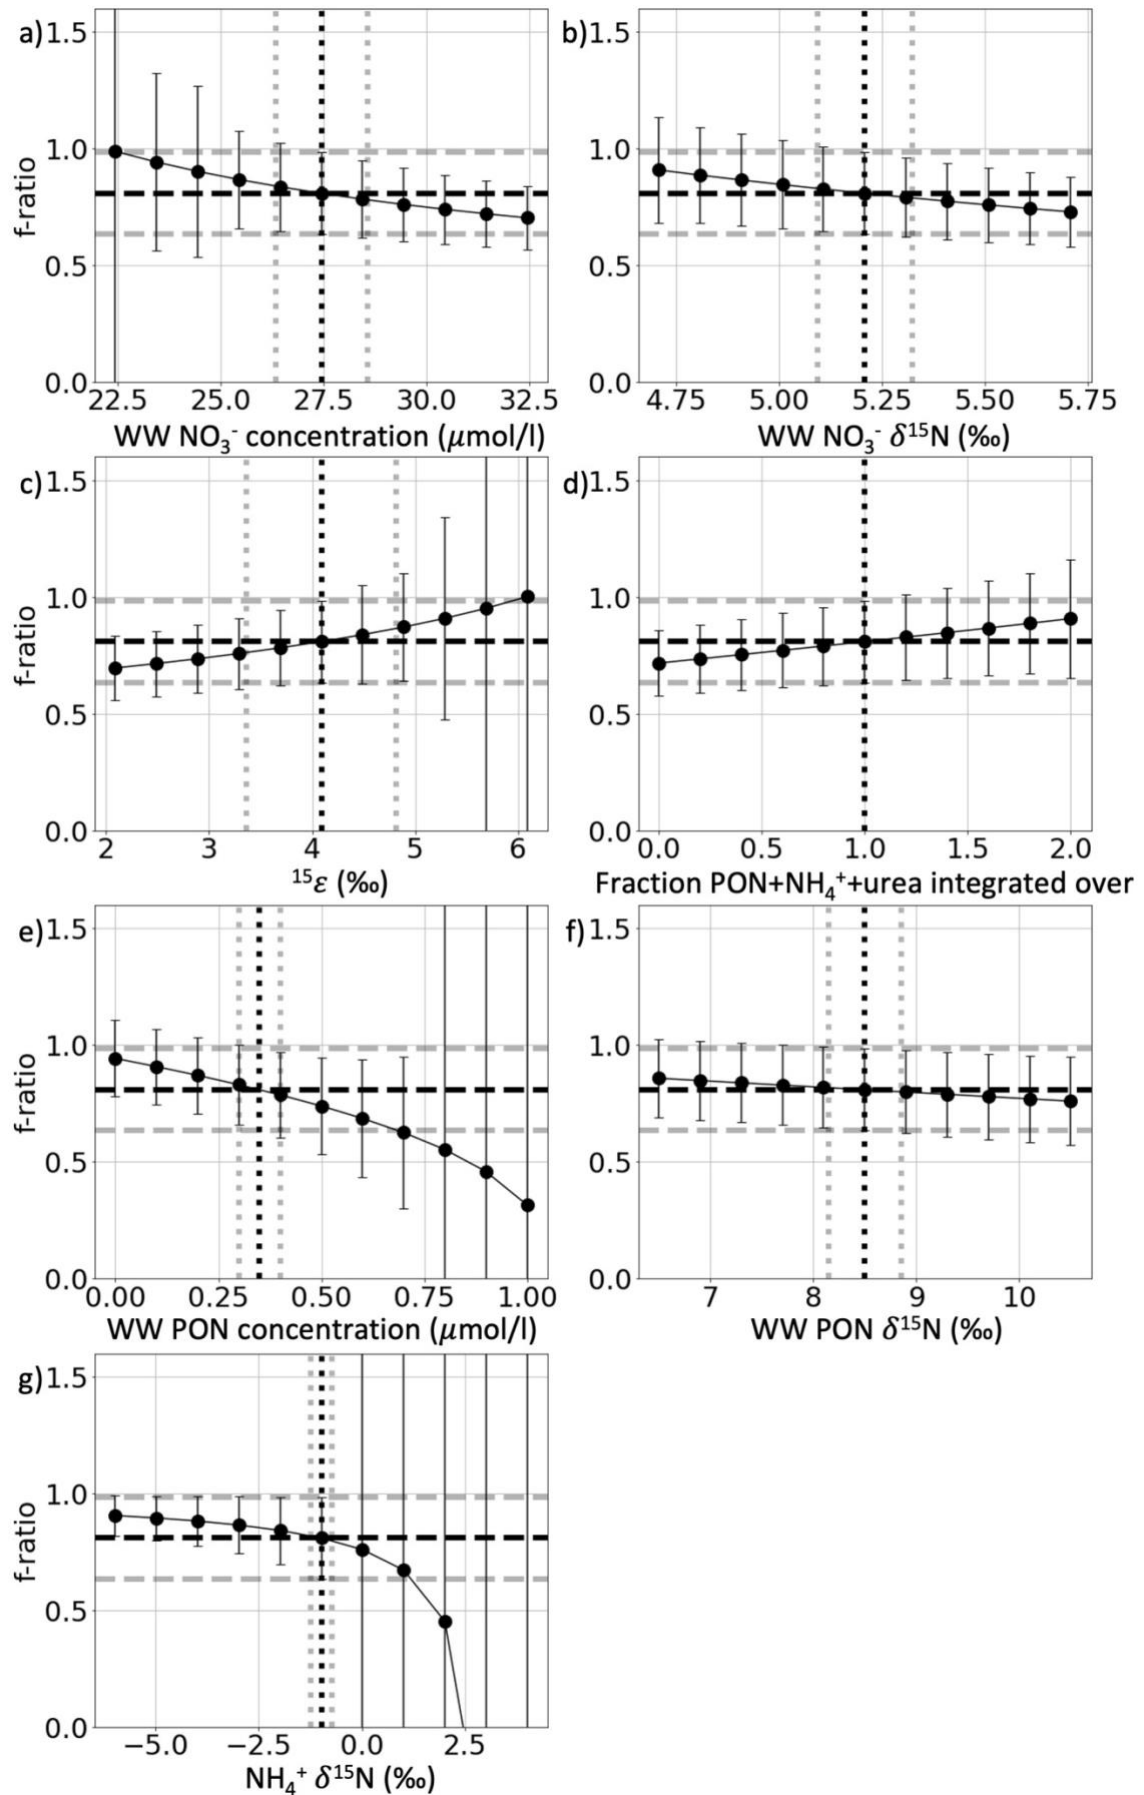 a) 1.5 1.0 0.5 0.0
f-ratio
22.5 25.0 27.5 30.0 32.5
WW NO₃⁻ concentration (μmol/l)
b) 1.5 1.0 0.5 0.0
4.75 5.00 5.25 5.50 5.75
WW NO₃⁻ δ¹⁵N (‰)
c) 1.5 1.0 0.5 0.0
f-ratio
2 3 4 5 6
¹⁵ε (‰)
d) 1.5 1.0 0.5 0.0
0.0 0.5 1.0 1.5 2.0
Fraction PON+NH₄⁺+urea integrated over
e) 1.5 1.0 0.5 0.0
f-ratio
0.00 0.25 0.50 0.75 1.00
WW PON concentration (μmol/l)
f) 1.5 1.0 0.5 0.0
7 8 9 10
WW PON δ¹⁵N (‰)
g) 1.5 1.0 0.5 0.0
f-ratio
−5.0 −2.5 0.0 2.5
NH₄⁺ δ¹⁵N (‰)